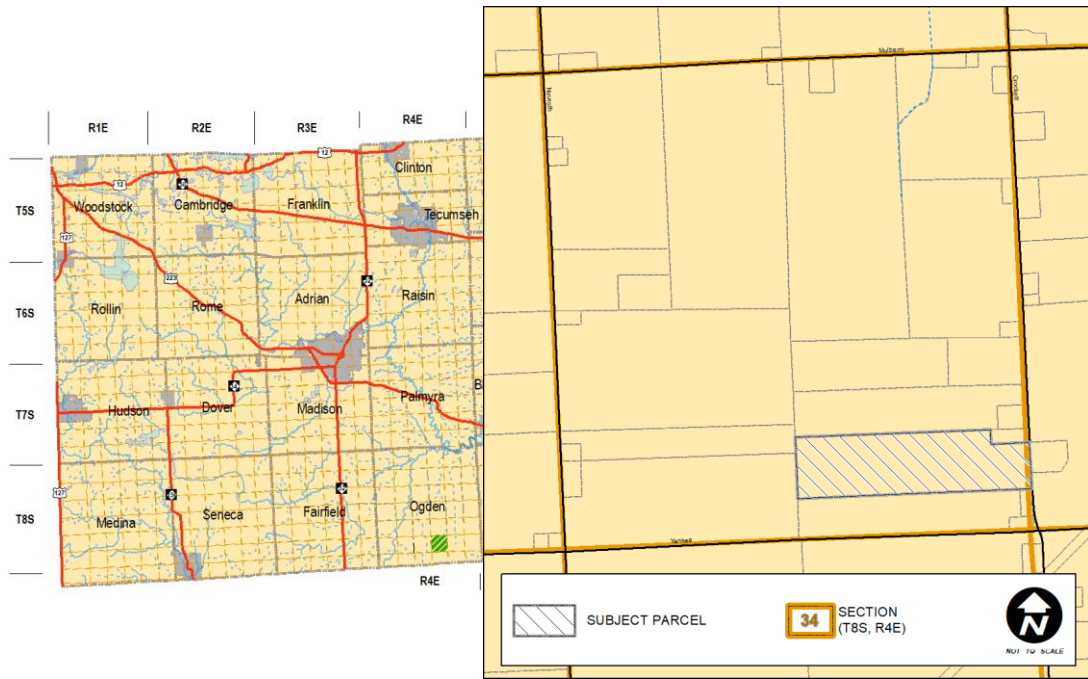 R1E
R2E
R3E
R4E
T5S
T6S
T7S
T8S
12
12
Clinton
Woodstock
Cambridge
Franklin
Tecumseh
127
223
Rollin
Rome
Adrian
Raisin
Hudson
Dover
Madison
Palmyra
B
127
Medina
Seneca
Fairfield
Ogden
R4E
Mulberry
Crockett
Yankee
SUBJECT PARCEL
34
SECTION
(T8S, R4E)
N
NOT TO SCALE